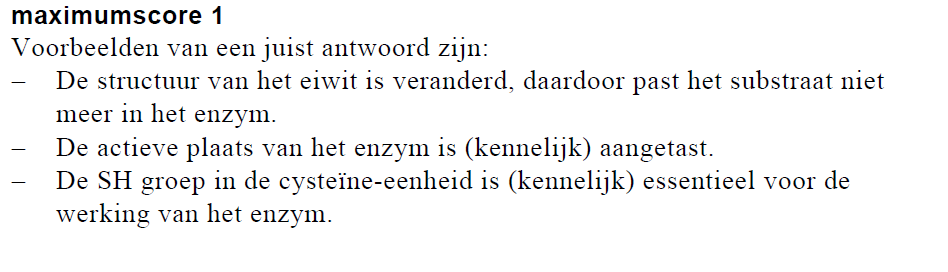 maximumscore 1
Voorbeelden van een juist antwoord zijn:
– De structuur van het eiwit is veranderd, daardoor past het substraat niet
meer in het enzym.
– De actieve plaats van het enzym is (kennelijk) aangetast.
– De SH groep in de cysteïne-eenheid is (kennelijk) essentieel voor de
werking van het enzym.